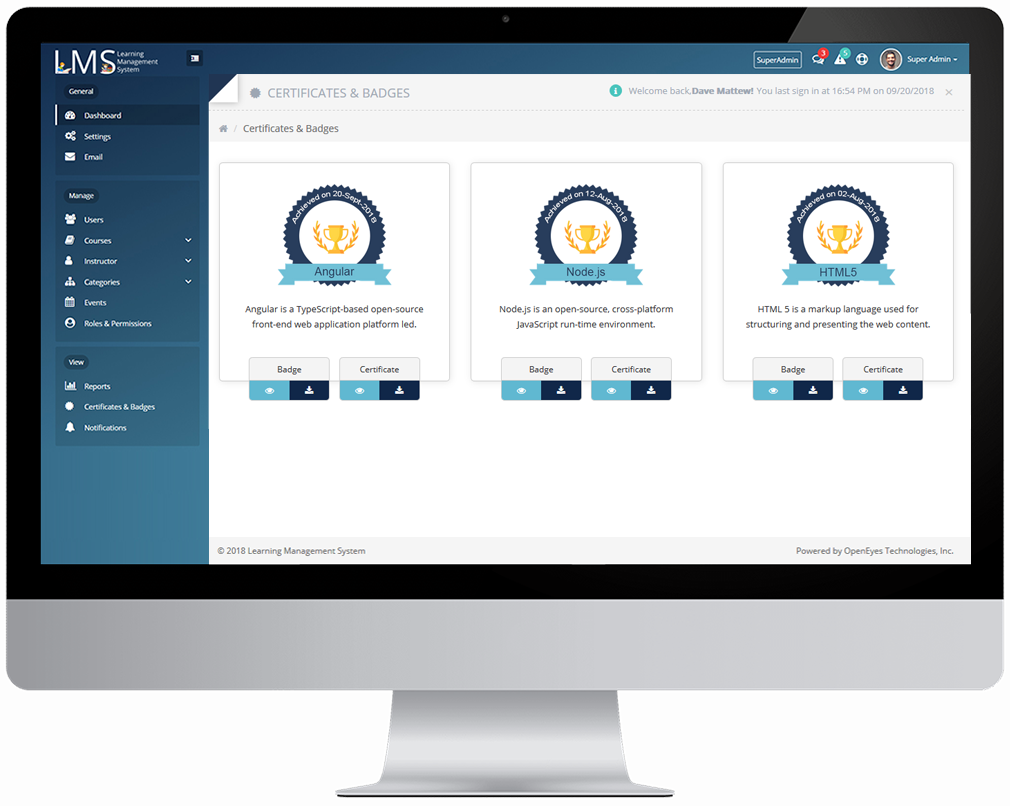 LMS Learning
Management
System
SuperAdmin
3
5
Super Admin
General
Dashboard
Settings
Email
Manage
Users
Courses
Instructor
Categories
Events
Roles & Permissions
View
Reports
Certificates & Badges
Notifications
CERTIFICATES & BADGES
Welcome back,Dave Mattew! You last sign in at 16:54 PM on 09/20/2018 ×
/ Certificates & Badges
Achieved on 20-Sept-2018
Angular
Angular is a TypeScript-based open-source
front-end web application platform led.
Badge Certificate
Achieved on 12-Aug-2018
Node.js
Node.js is an open-source, cross-platform
JavaScript run-time environment.
Badge Certificate
Achieved on 02-Aug-2018
HTML5
HTML 5 is a markup language used for
structuring and presenting the web content.
Badge Certificate
© 2018 Learning Management System
Powered by OpenEyes Technologies, Inc.